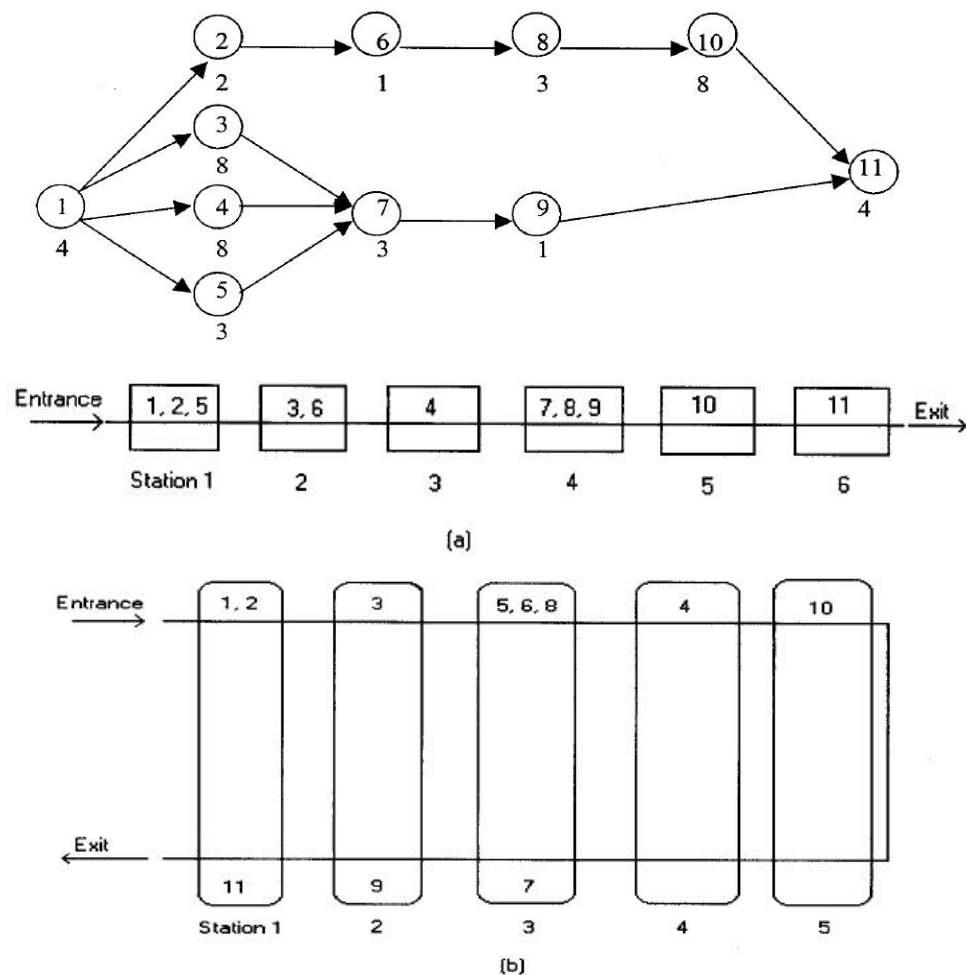 2 6 8 10
2 1 3 8
3
8
11
1 4 7 9
4 8 3 1 4
5
3
Entrance 1, 2, 5 3, 6 4 7, 8, 9 10 11 Exit
Station 1 2 3 4 5 6
(a)
Entrance 1, 2 3 5, 6, 8 4 10
Exit
11 9 7
Station 1 2 3 4 5
(b)